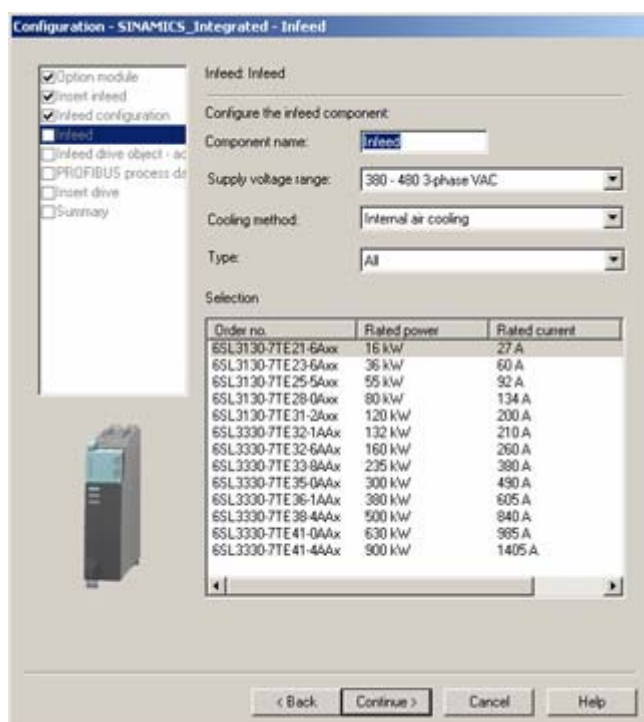 Configuration - SINAMICS_Integrated - Infeed
Option module
Insert infeed
Infeed configuration
Infeed
Infeed drive object - ac
PROFIBUS process da
Insert drive
Summary
Infeed: Infeed
Configure the infeed component:
Component name: Infeed
Supply voltage range: 380 - 480 3-phase VAC
Cooling method: Internal air cooling
Type: All
Selection
Order no. Rated power Rated current
6SL3130-7TE21-6Axx 16 kW 27 A
6SL3130-7TE23-6Axx 36 kW 60 A
6SL3130-7TE25-5Axx 55 kW 92 A
6SL3130-7TE28-0Axx 80 kW 134 A
6SL3130-7TE31-2Axx 120 kW 200 A
6SL3330-7TE32-1AAx 132 kW 210 A
6SL3330-7TE32-6AAx 160 kW 260 A
6SL3330-7TE33-8AAx 235 kW 380 A
6SL3330-7TE35-0AAx 300 kW 490 A
6SL3330-7TE36-1AAx 380 kW 605 A
6SL3330-7TE38-4AAx 500 kW 840 A
6SL3330-7TE41-0AAx 630 kW 985 A
6SL3330-7TE41-4AAx 900 kW 1405 A
< Back Continue > Cancel Help